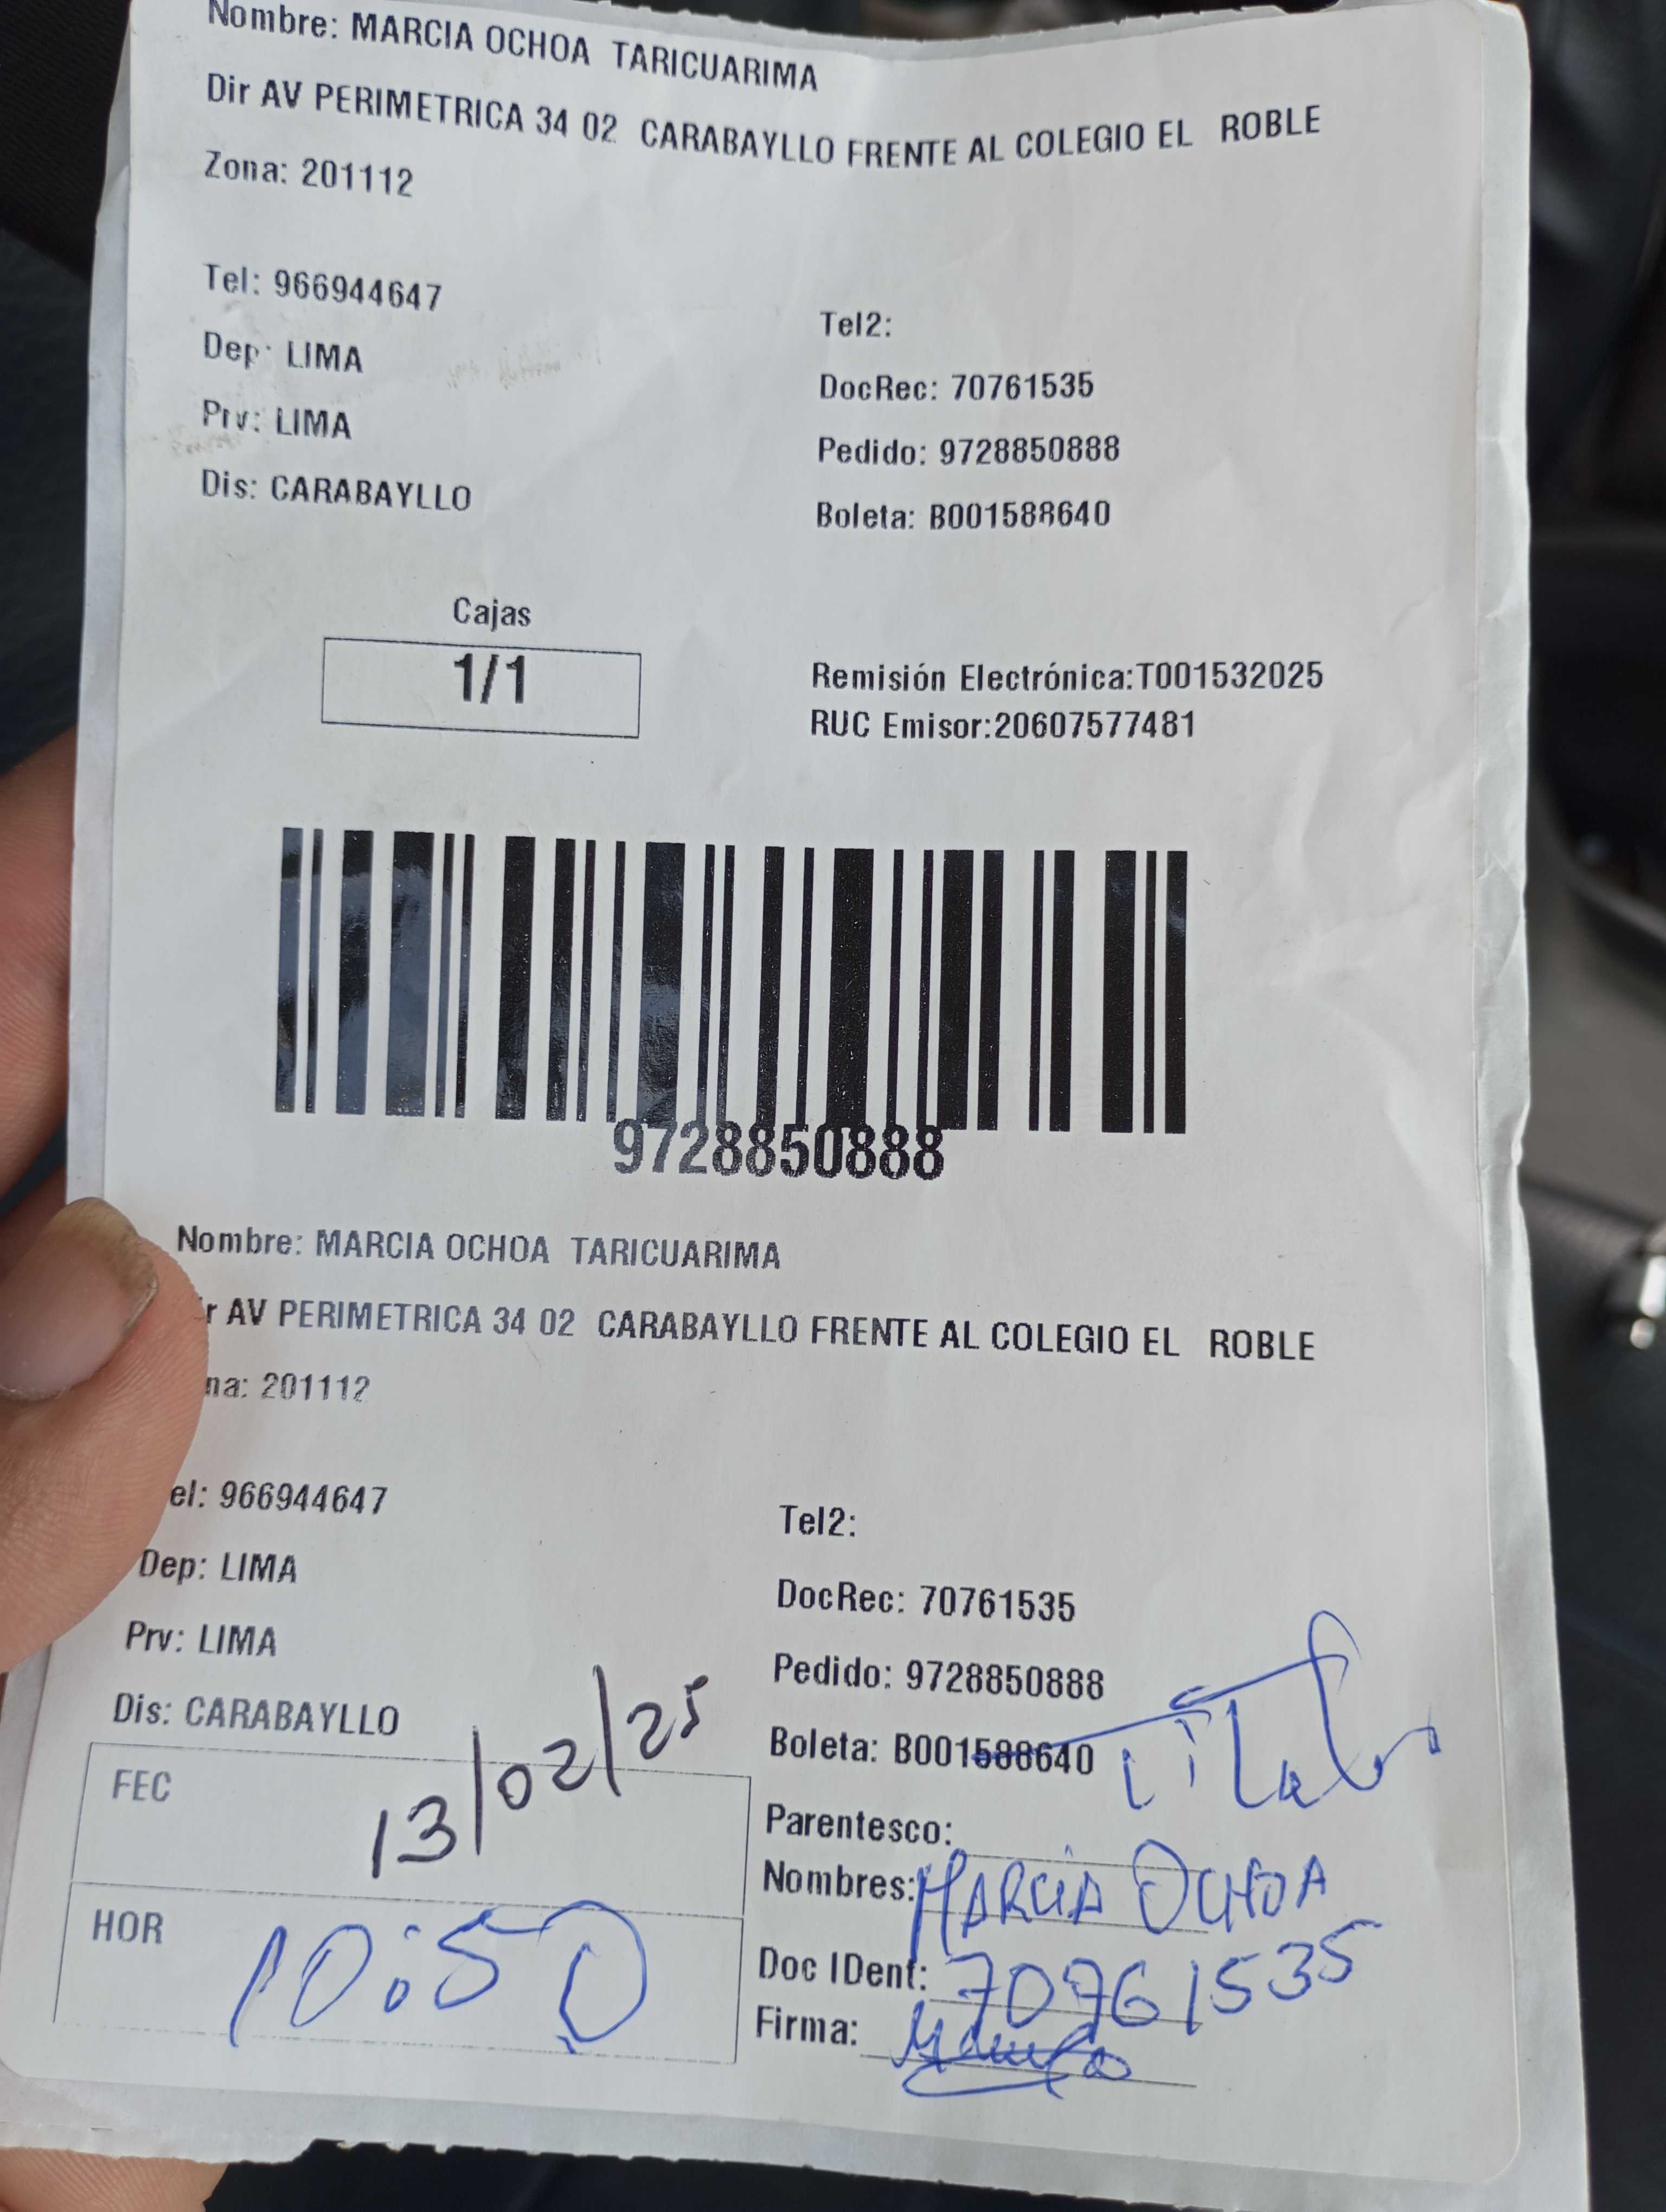 Nombre: MARCIA OCHOA TARICUARIMA
Dir AV PERIMETRICA 34 02 CARABAYLLO FRENTE AL COLEGIO EL ROBLE
Zona: 201112
Tel: 966944647
Tel2:
Dep: LIMA
DocRec: 70761535
Prv: LIMA
Pedido: 9728850888
Dis: CARABAYLLO
Boleta: B001588640
Cajas
1/1
Remisión Electrónica:T001532025
RUC Emisor:20607577481
9728850888
Nombre: MARCIA OCHOA TARICUARIMA
r AV PERIMETRICA 34 02 CARABAYLLO FRENTE AL COLEGIO EL ROBLE
na: 201112
el: 966944647
Tel2:
Dep: LIMA
DocRec: 70761535
Prv: LIMA
Pedido: 9728850888
Dis: CARABAYLLO
Boleta: B001588640
FEC 13/02/25
Parentesco: Titular
Nombres: MARCIA OCHOA
HOR 10:50
Doc IDent: 70761535
Firma: